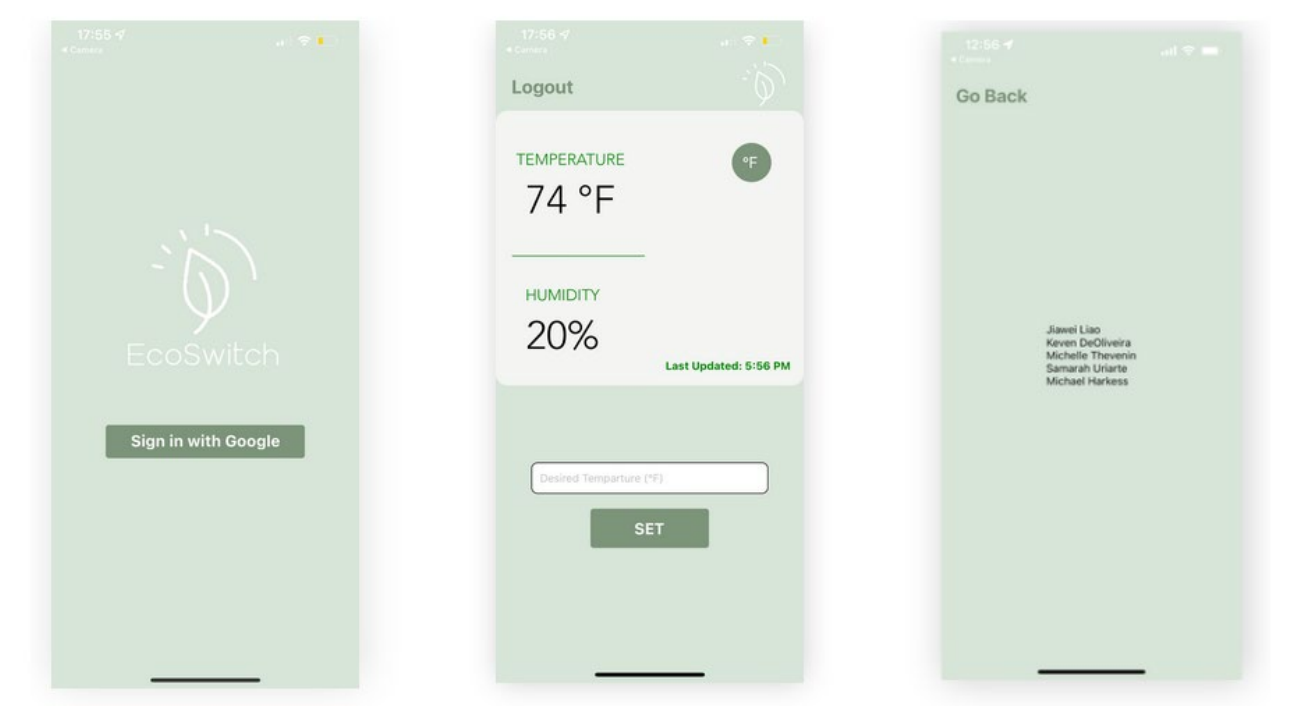 17:55
◀ Camera
EcoSwitch
Sign in with Google
17:56
◀ Camera
Logout
TEMPERATURE
°F
74 °F
HUMIDITY
20%
Last Updated: 5:56 PM
Desired Temparture (°F)
SET
12:56
◀ Camera
Go Back
Jiawei Liao
Keven DeOliveira
Michelle Thevenin
Samarah Uriarte
Michael Harkess